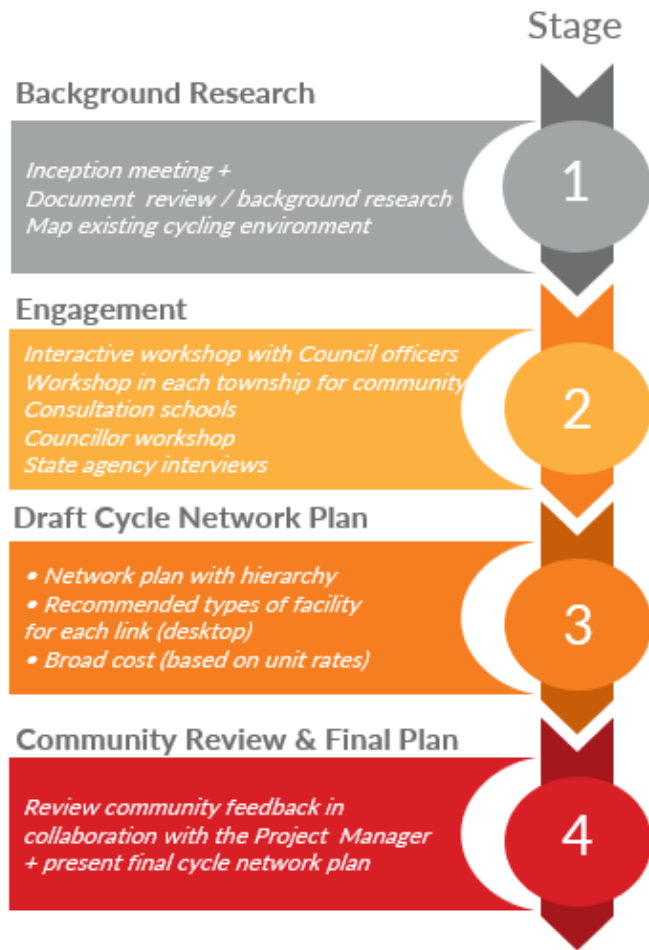 Stage
Background Research
1
Inception meeting +
Document review / background research
Map existing cycling environment
Engagement
2
Interactive workshop with Council officers
Workshop in each township for community
Consultation schools
Councillor workshop
State agency interviews
Draft Cycle Network Plan
3
• Network plan with hierarchy
• Recommended types of facility
for each link (desktop)
• Broad cost (based on unit rates)
Community Review & Final Plan
4
Review community feedback in
collaboration with the Project Manager
+ present final cycle network plan